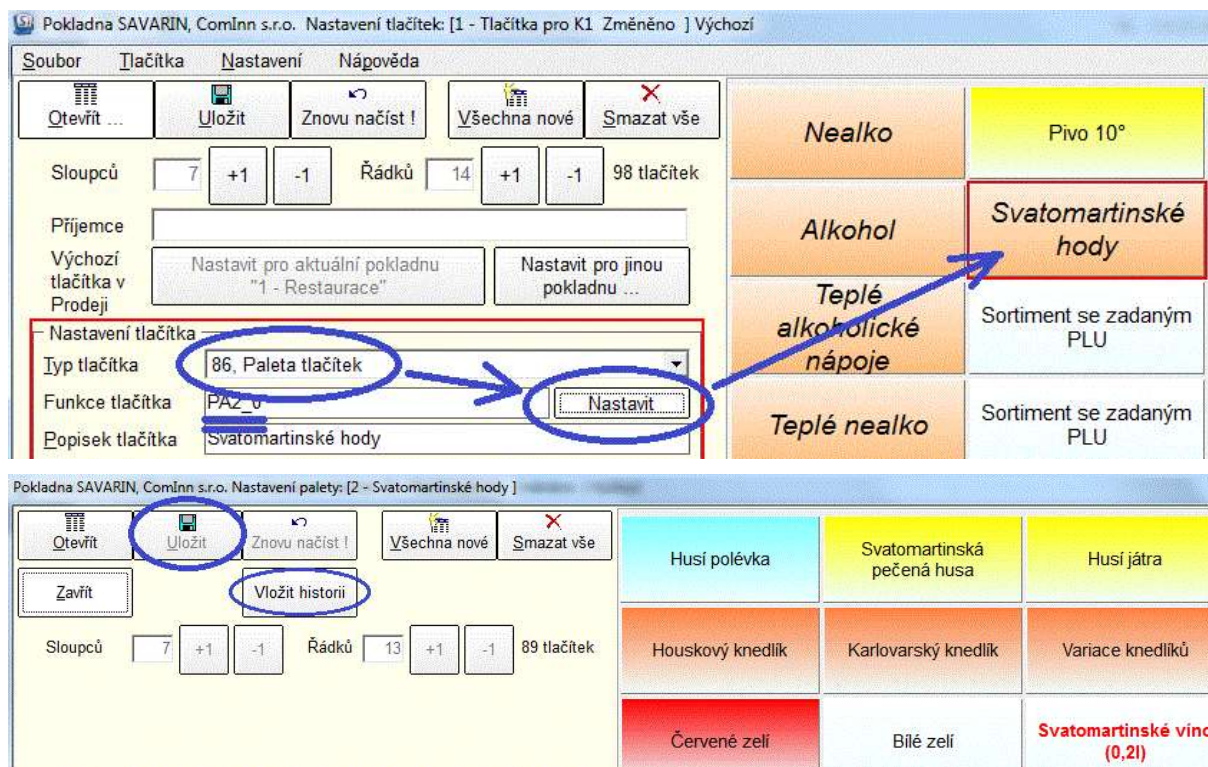 Pokladna SAVARIN, ComInn s.r.o. Nastavení tlačítek: [1 - Tlačítka pro K1 Změněno ] Výchozí
Soubor Tlačítka Nastavení Nápověda
Otevřít ... Uložit Znovu načíst ! Všechna nové Smazat vše
Sloupců 7 +1 -1 Řádků 14 +1 -1 98 tlačítek
Příjemce
Výchozí
tlačítka v
Prodeji
Nastavit pro aktuální pokladnu
"1 - Restaurace"
Nastavit pro jinou
pokladnu ...
Nastavení tlačítka
Typ tlačítka 86, Paleta tlačítek
Funkce tlačítka PA2_0 Nastavit
Popisek tlačítka Svatomartinské hody
Nealko
Pivo 10°
Alkohol
Svatomartinské
hody
Teplé
alkoholické
nápoje
Sortiment se zadaným
PLU
Teplé nealko
Sortiment se zadaným
PLU
Pokladna SAVARIN, ComInn s.r.o. Nastavení palety: [2 - Svatomartinské hody ]
Otevřít Uložit Znovu načíst ! Všechna nové Smazat vše
Zavřít Vložit historii
Sloupců 7 +1 -1 Řádků 13 +1 -1 89 tlačítek
Husí polévka
Svatomartinská
pečená husa
Husí játra
Houskový knedlík
Karlovarský knedlík
Variace knedlíků
Červené zelí
Bílé zelí
Svatomartinské víno
(0,2l)